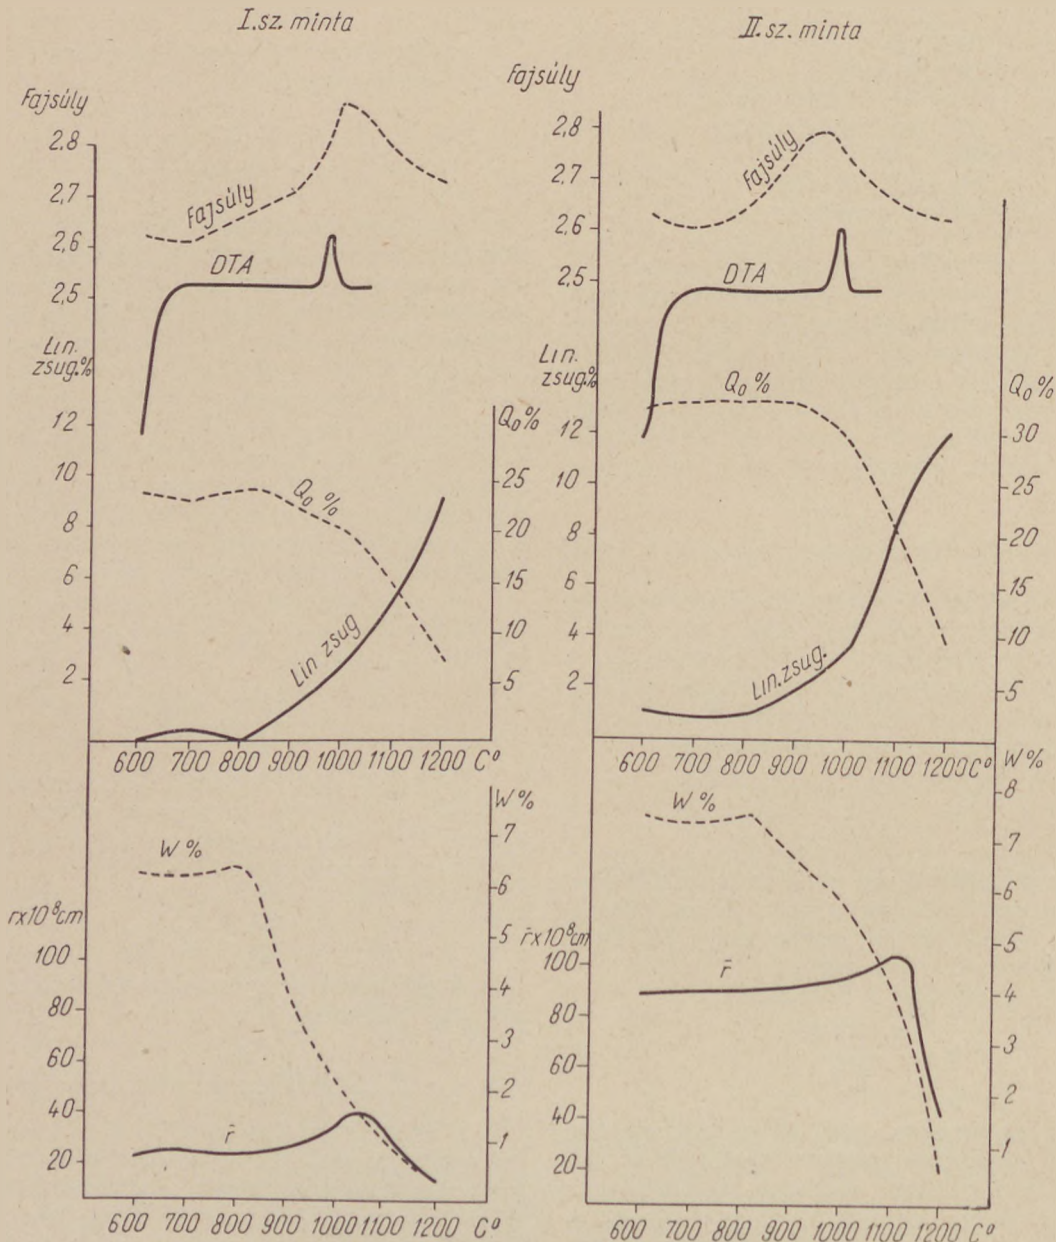 I.sz. minta
Fajsúly
2,8
2,7
2,6
2,5
Fajsúly
DTA
Lin.
zsug.%
12
10
8
6
4
2
Q₀%
25
20
15
10
5
Q₀ %
Lin zsug
600 700 800 900 1000 1100 1200 C°
W%
7
6
5
4
3
2
1
W %
rx10⁸cm
100
80
60
40
20
r̄
600 700 800 900 1000 1100 1200 C°
II.sz. minta
Fajsúly
2,8
2,7
2,6
2,5
Fajsúly
DTA
Lin.
zsug.%
12
10
8
6
4
2
Q₀%
30
25
20
15
10
5
Q₀ %
Lin.zsug.
600 700 800 900 1000 1100 1200C°
W%
8
7
6
5
4
3
2
1
W %
r̄x10⁸cm
100
80
60
40
20
r̄
600 700 800 900 1000 1100 1200 C°